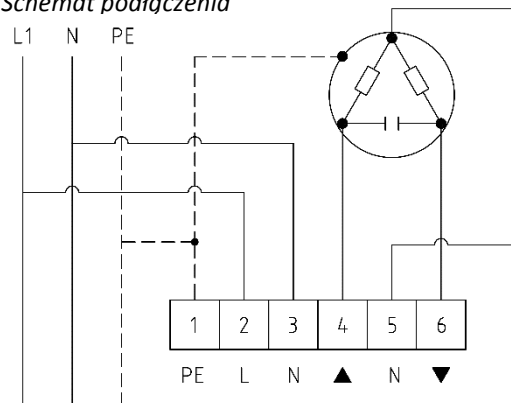 Schemat podłączenia
L1 N PE
1 2 3 4 5 6
PE L N ▲ N ▼